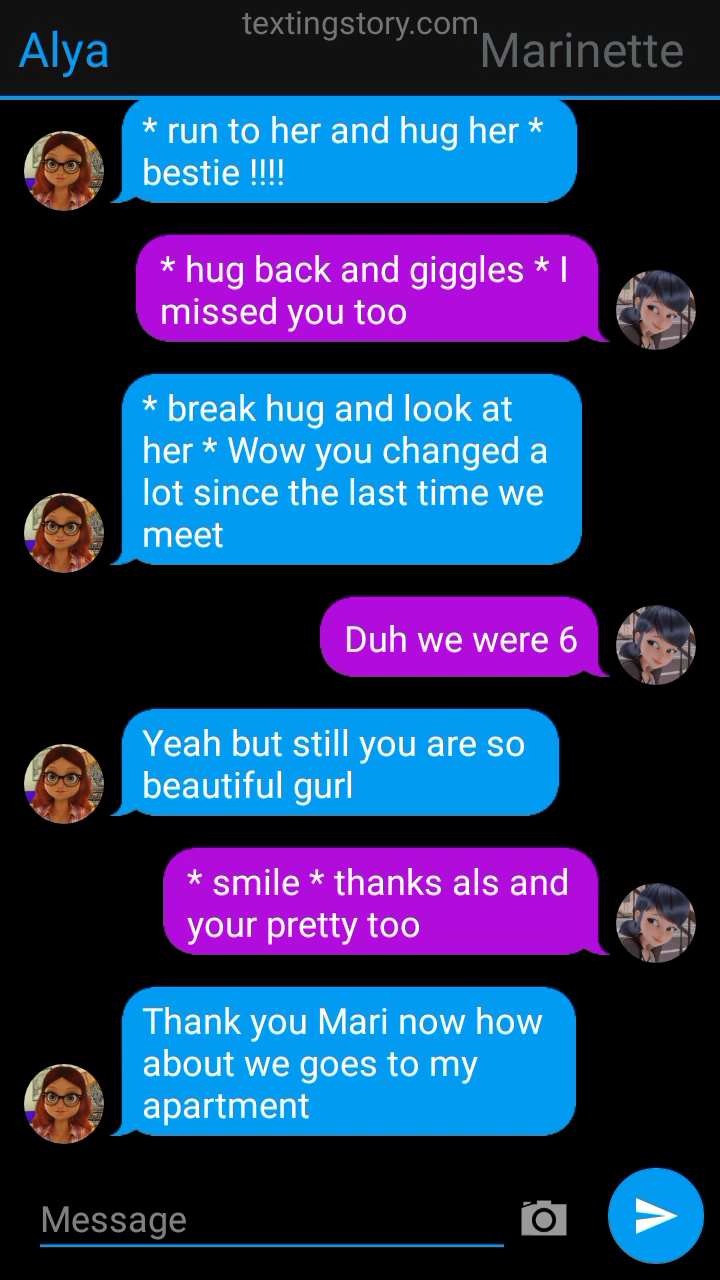 textingstory.com
Alya
Marinette
* run to her and hug her *
bestie !!!!
* hug back and giggles * I
missed you too
* break hug and look at
her * Wow you changed a
lot since the last time we
meet
Duh we were 6
Yeah but still you are so
beautiful gurl
* smile * thanks als and
your pretty too
Thank you Mari now how
about we goes to my
apartment
Message